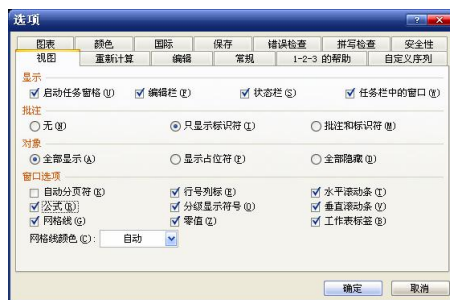 选项
图表 颜色 国际 保存 错误检查 拼写检查 安全性
视图 重新计算 编辑 常规 1-2-3 的帮助 自定义序列
显示
启动任务窗格(U) 编辑栏(F) 状态栏(S) 任务栏中的窗口(W)
批注
无(N) 只显示标识符(I) 批注和标识符(M)
对象
全部显示(A) 显示占位符(P) 全部隐藏(D)
窗口选项
自动分页符(K) 行号列标(E) 水平滚动条(T)
公式(R) 分级显示符号(O) 垂直滚动条(V)
网格线(G) 零值(Z) 工作表标签(B)
网格线颜色(C): 自动
确定 取消